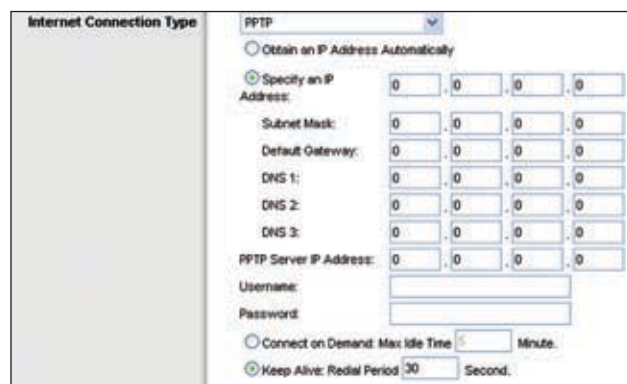 Internet Connection Type PPTP
Obtain an IP Address Automatically
Specify an IP
Address: 0 . 0 . 0 . 0
Subnet Mask: 0 . 0 . 0 . 0
Default Gateway: 0 . 0 . 0 . 0
DNS 1: 0 . 0 . 0 . 0
DNS 2: 0 . 0 . 0 . 0
DNS 3: 0 . 0 . 0 . 0
PPTP Server IP Address: 0 . 0 . 0 . 0
Username:
Password:
Connect on Demand: Max Idle Time 5 Minute.
Keep Alive: Redial Period 30 Second.